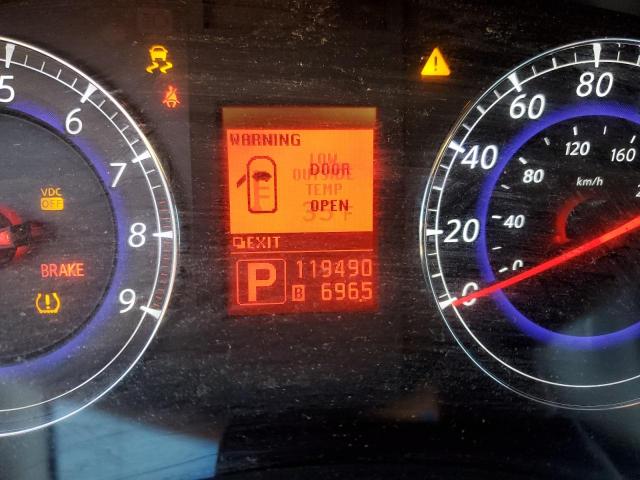 5
6
7
8
9
VDC
OFF
BRAKE
WARNING
DOOR
OPEN
LOW
OUTSIDE
TEMP
EXIT
P
119490
B 696.5
0
20
40
60
80
0
40
80
120
160
km/h